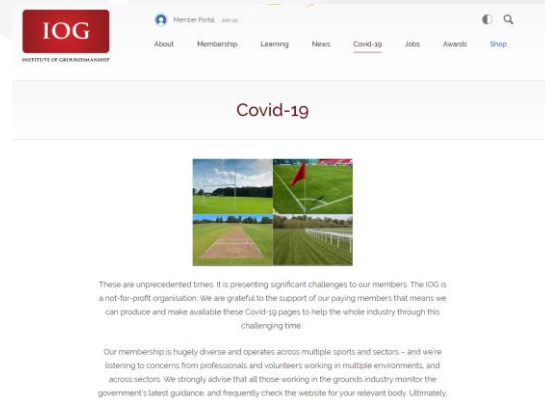 IOG
INSTITUTE OF GROUNDSMANSHIP
Member Portal
About Membership Learning News Covid-19 Jobs Awards Shop
Covid-19
These are unprecedented times. It is presenting significant challenges to our members. The IOG is
a not-for-profit organisation. We are grateful to the support of our paying members that means we
can produce and make available these Covid-19 pages to help the whole industry through this
challenging time.
Our membership is hugely diverse and operates across multiple sports and sectors – and we're
listening to concerns from professionals and volunteers working in multiple environments, and
across sectors. We strongly advise that all those working in the grounds industry monitor the
government's latest guidance, and frequently check the website for your relevant body. Ultimately,